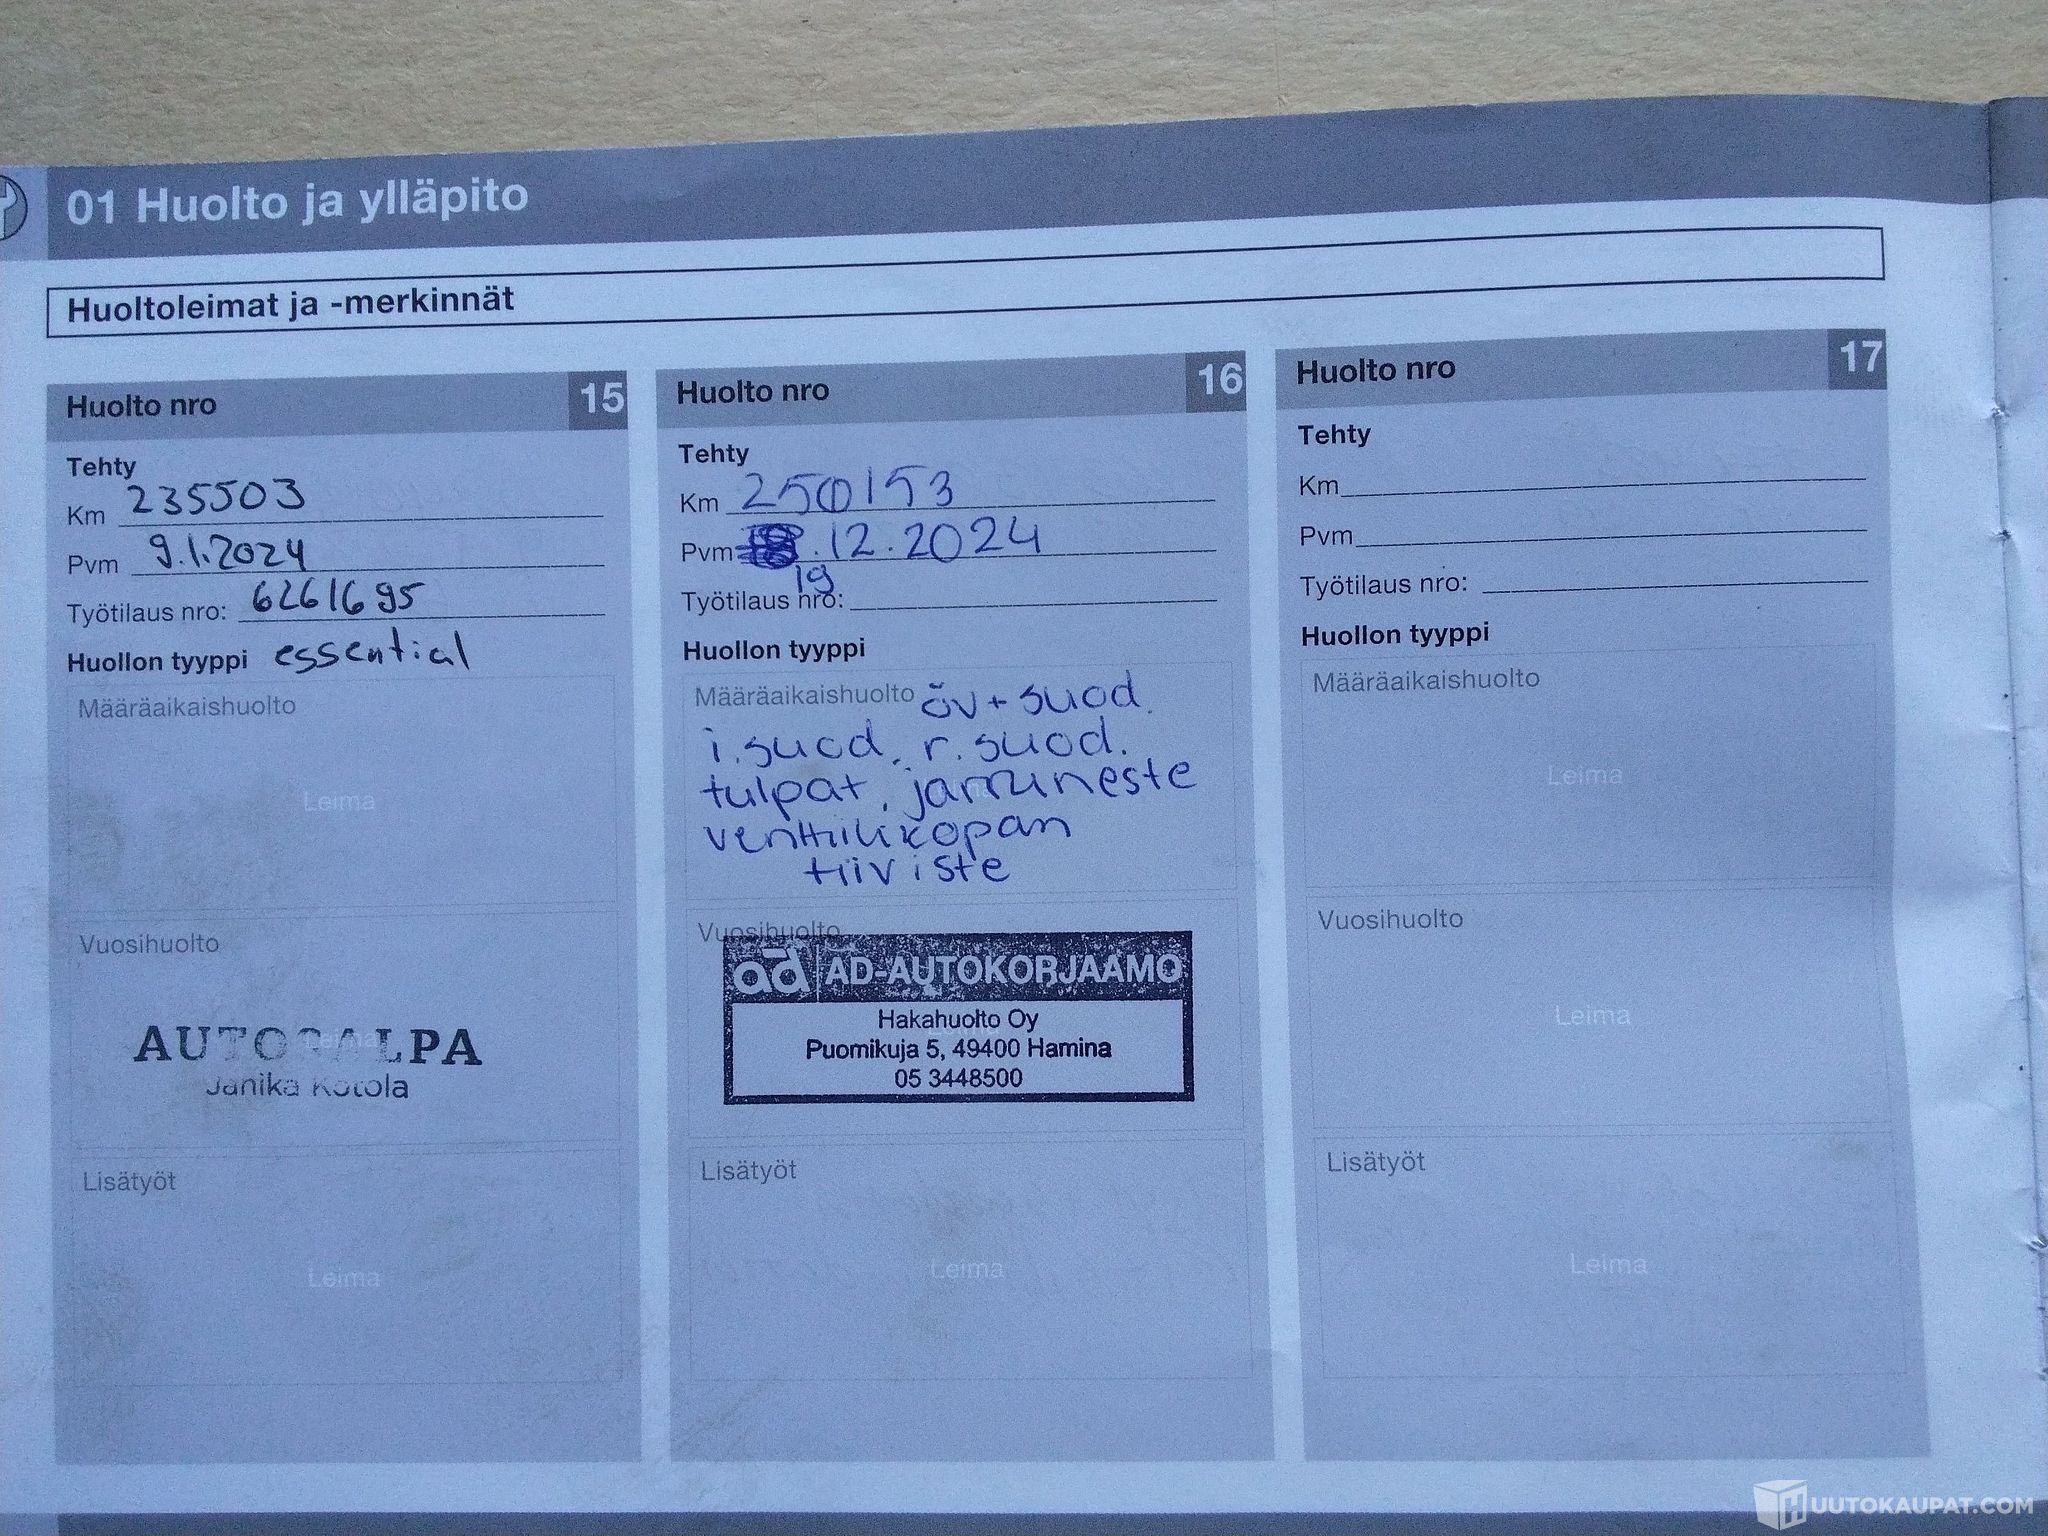 01 Huolto ja ylläpito
Huoltoleimat ja -merkinnät
Huolto nro 15
Tehty
Km 235503
Pvm 9.1.2024
Työtilaus nro: 6261695
Huollon tyyppi essential
Määräaikaishuolto
Leima
Vuosihuolto
Leima
AUTOSALPA
Janika Kotola
Lisätyöt
Leima
Huolto nro 16
Tehty
Km 250153
Pvm .12.2024
19
Työtilaus nro:
Huollon tyyppi
Määräaikaishuolto öv + suod.
i.suod, r.suod.
tulpat, jarruneste
venttiilikopan
tiiviste
Vuosihuolto
ad AD-AUTOKORJAAMO
Hakahuolto Oy
Puomikuja 5, 49400 Hamina
05 3448500
Lisätyöt
Leima
Huolto nro 17
Tehty
Km
Pvm
Työtilaus nro:
Huollon tyyppi
Määräaikaishuolto
Leima
Vuosihuolto
Leima
Lisätyöt
Leima
HUUTOKAUPAT.COM